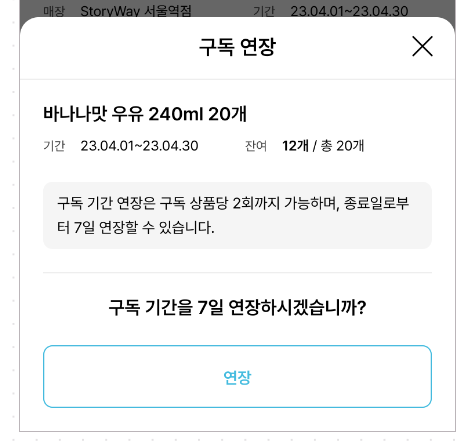 매장 StoryWay 서울역점 기간 23.04.01~23.04.30
구독 연장
바나나맛 우유 240ml 20개
기간 23.04.01~23.04.30 잔여 12개 / 총 20개
구독 기간 연장은 구독 상품당 2회까지 가능하며, 종료일로부
터 7일 연장할 수 있습니다.
구독 기간을 7일 연장하시겠습니까?
연장